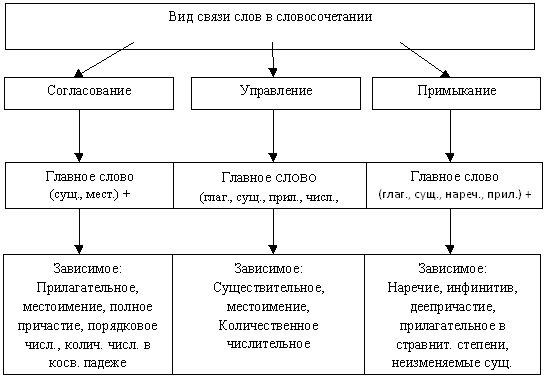 Вид связи слов в словосочетании
Согласование
Управление
Примыкание
Главное слово
(сущ., мест.) +
Главное СЛОВО
(глаг., сущ., прил., числ.,
Главное слово
(глаг., сущ., нареч., прил.) +
Зависимое:
Прилагательное,
местоимение, полное
причастие, порядковое
числ., колич. числ. в
косв. падеже
Зависимое:
Существительное,
местоимение,
Количественное
числительное
Зависимое:
Наречие, инфинитив,
деепричастие,
прилагательное в
стравнит. степени,
неизменяемые сущ.